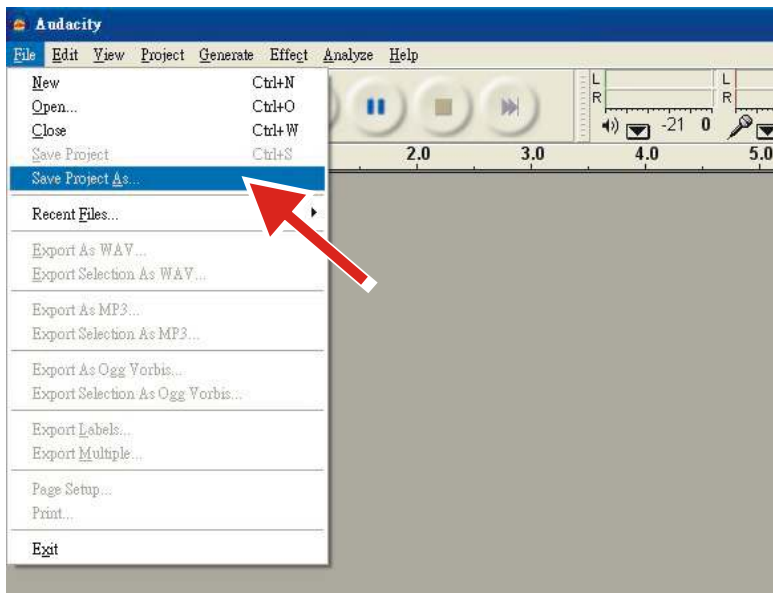 Audacity
File Edit View Project Generate Effect Analyze Help
New Ctrl+N
Open... Ctrl+O
Close Ctrl+W
Save Project Ctrl+S
Save Project As...
Recent Files...
Export As WAV...
Export Selection As WAV...
Export As MP3...
Export Selection As MP3...
Export As Ogg Vorbis...
Export Selection As Ogg Vorbis...
Export Labels...
Export Multiple...
Page Setup...
Print...
Exit
L L
R R
-21 0
2.0 3.0 4.0 5.0